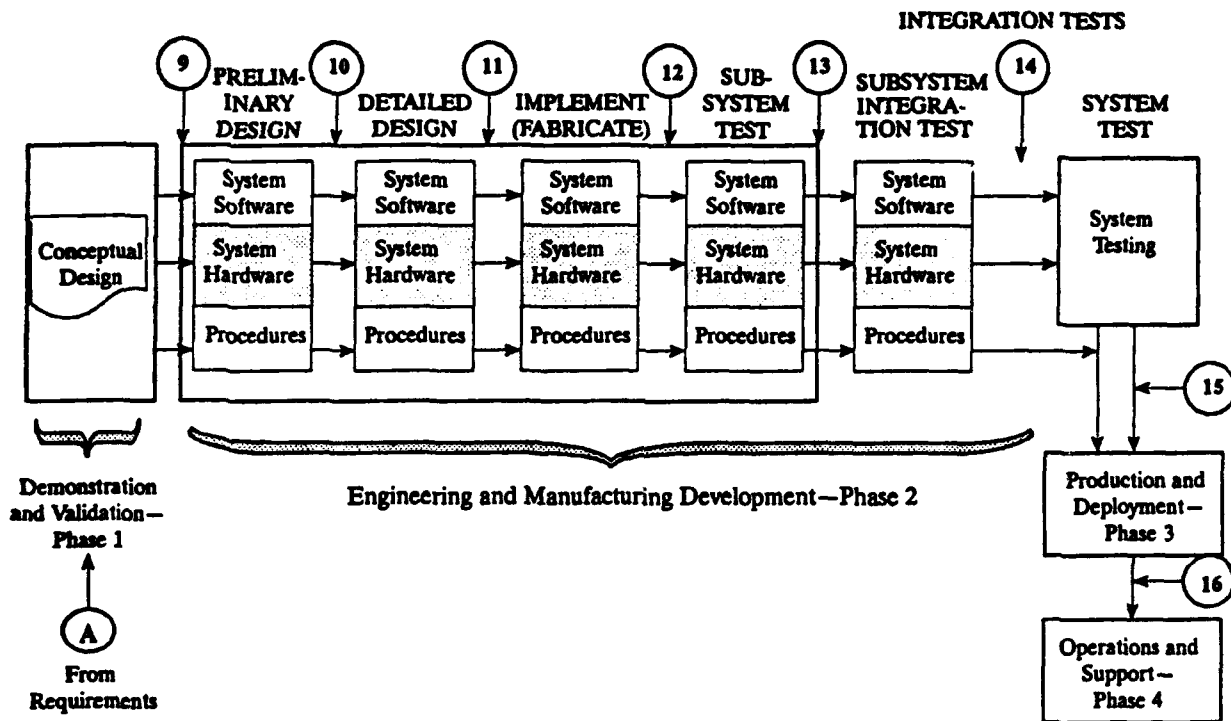 INTEGRATION TESTS
9
PRELIM-
INARY
DESIGN
10
DETAILED
DESIGN
11
IMPLEMENT
(FABRICATE)
12
SUB-
SYSTEM
TEST
13
SUBSYSTEM
INTEGRA-
TION TEST
14
SYSTEM
TEST
Conceptual
Design
System
Software
System
Hardware
Procedures
System
Software
System
Hardware
Procedures
System
Software
System
Hardware
Procedures
System
Software
System
Hardware
Procedures
System
Software
System
Hardware
Procedures
System
Testing
15
Demonstration
and Validation—
Phase 1
Engineering and Manufacturing Development—Phase 2
Production and
Deployment—
Phase 3
16
A
From
Requirements
Operations and
Support—
Phase 4